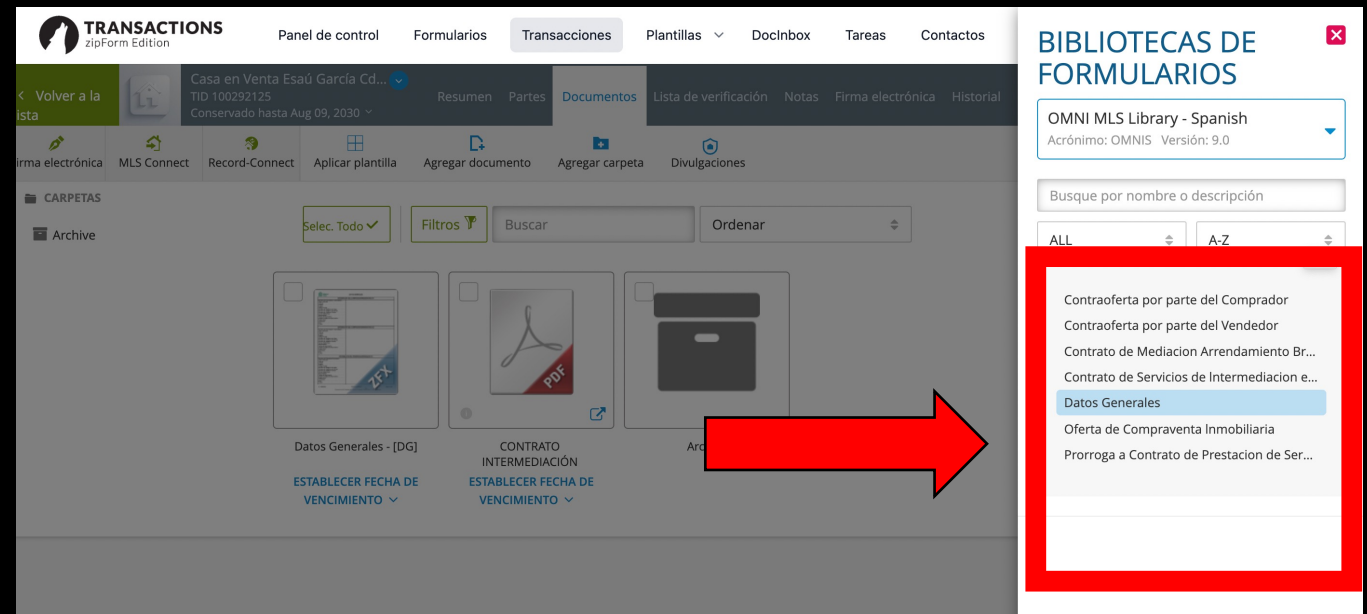 TRANSACTIONS
zipForm Edition
Panel de control
Formularios
Transacciones
Plantillas
DocInbox
Tareas
Contactos
Volver a la
ista
Casa en Venta Esaú García Cd...
TID 100292125
Conservado hasta Aug 09, 2030
Resumen
Partes
Documentos
Lista de verificación
Notas
Firma electrónica
Historial
irma electrónica
MLS Connect
Record-Connect
Aplicar plantilla
Agregar documento
Agregar carpeta
Divulgaciones
CARPETAS
Archive
Selec. Todo
Filtros
Buscar
Ordenar
ZFX
PDF
Datos Generales - [DG]
ESTABLECER FECHA DE
VENCIMIENTO
CONTRATO
INTERMEDIACIÓN
ESTABLECER FECHA DE
VENCIMIENTO
BIBLIOTECAS DE
FORMULARIOS
OMNI MLS Library - Spanish
Acrónimo: OMNIS Versión: 9.0
Busque por nombre o descripción
ALL
A-Z
Contraoferta por parte del Comprador
Contraoferta por parte del Vendedor
Contrato de Mediacion Arrendamiento Br...
Contrato de Servicios de Intermediacion e...
Datos Generales
Oferta de Compraventa Inmobiliaria
Prorroga a Contrato de Prestacion de Ser...